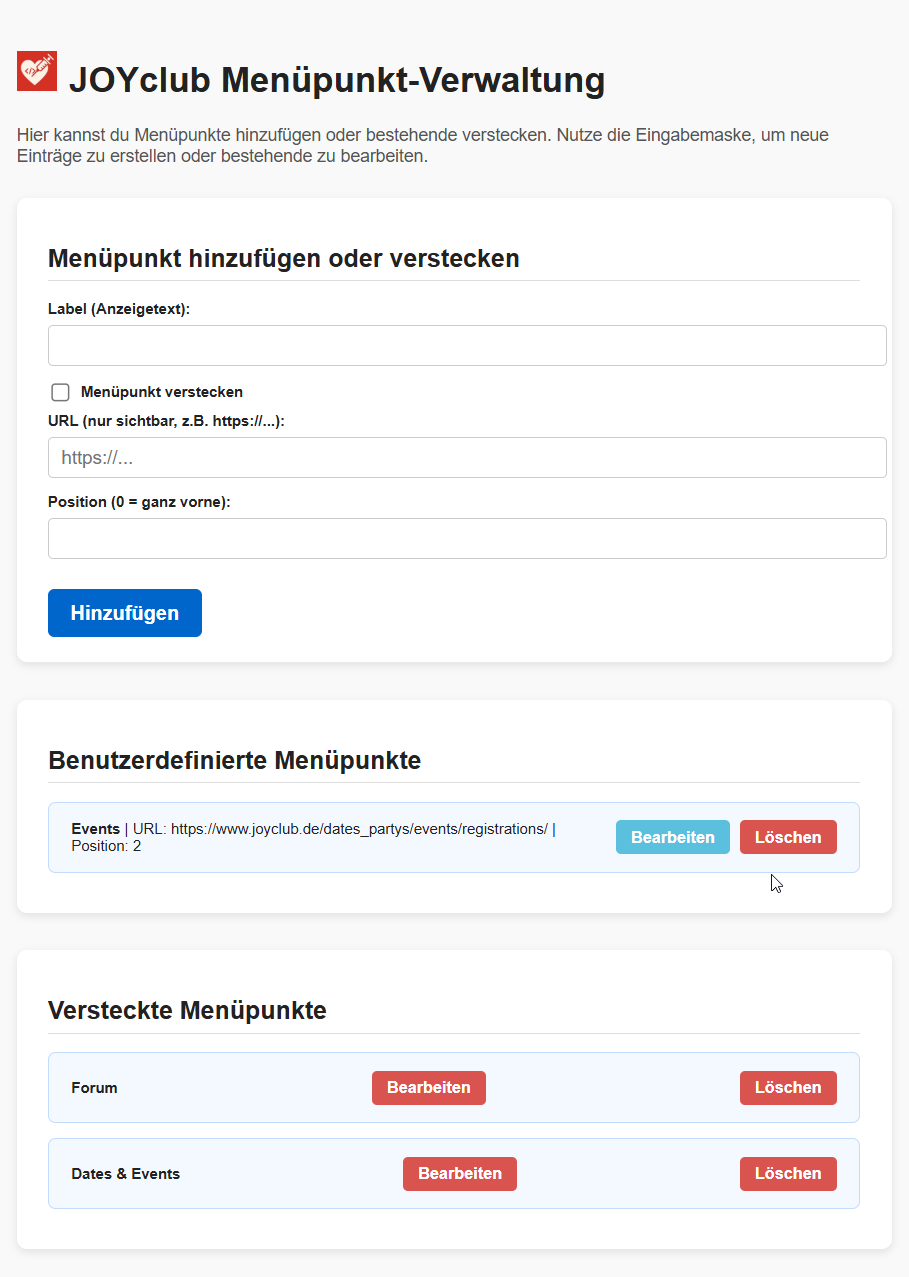 JOYclub Menüpunkt-Verwaltung
Hier kannst du Menüpunkte hinzufügen oder bestehende verstecken. Nutze die Eingabemaske, um neue
Einträge zu erstellen oder bestehende zu bearbeiten.
Menüpunkt hinzufügen oder verstecken
Label (Anzeigetext):
Menüpunkt verstecken
URL (nur sichtbar, z.B. https://...):
https://...
Position (0 = ganz vorne):
Hinzufügen
Benutzerdefinierte Menüpunkte
Events | URL: https://www.joyclub.de/dates_partys/events/registrations/ |
Position: 2
Bearbeiten Löschen
Versteckte Menüpunkte
Forum Bearbeiten Löschen
Dates & Events Bearbeiten Löschen